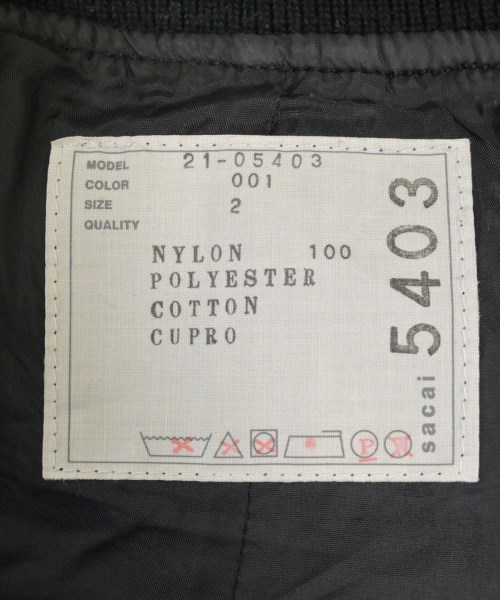 MODEL 21-05403
COLOR 001
SIZE 2
QUALITY
NYLON 100
POLYESTER
COTTON
CUPRO
P
sacai 5403